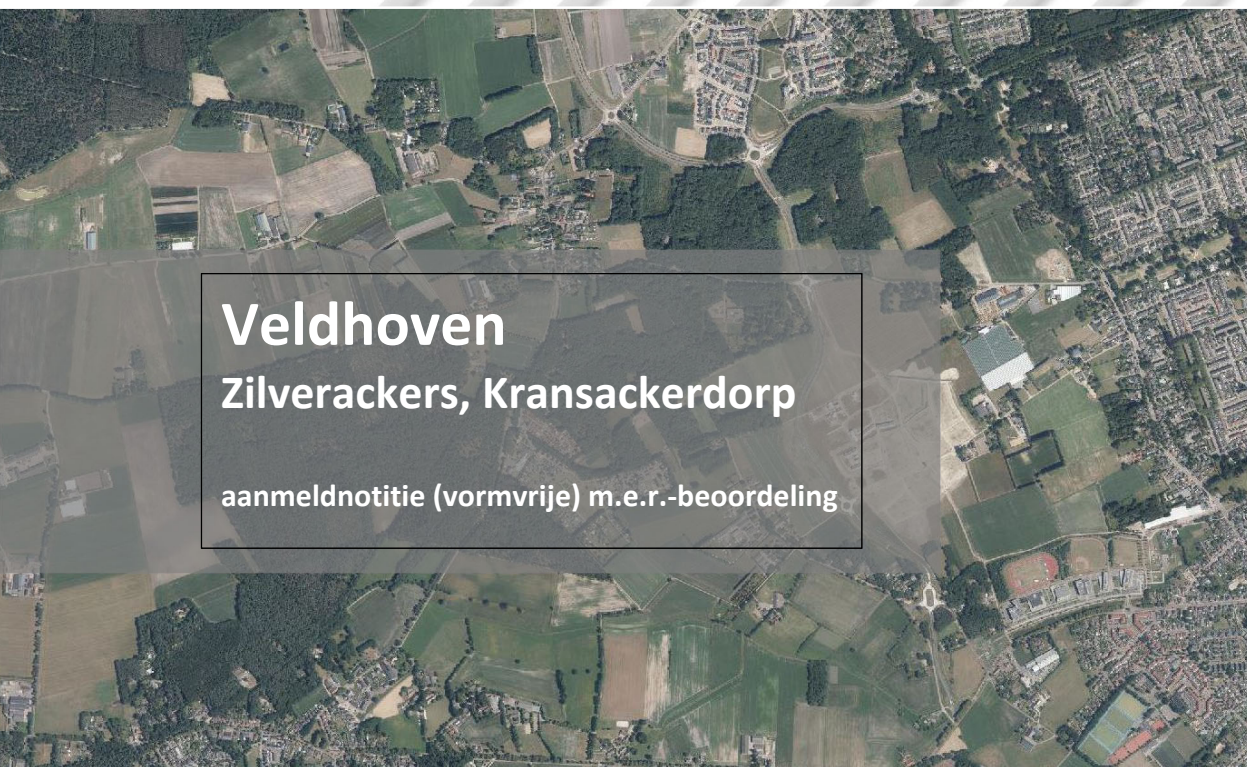 Veldhoven
Zilverackers, Kransackerdorp
aanmeldnotitie (vormvrije) m.e.r.-beoordeling